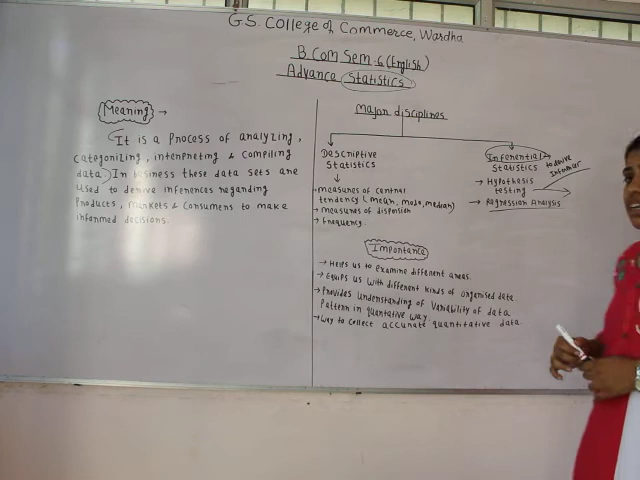 G.S. College of Commerce, Wardha
B.Com Sem-6 (English)
Advance Statistics
Meaning →
It is a Process of analyzing,
categorizing, interpreting & compiling
data. In business these data sets are
used to derive inferences regarding
Products, markets & consumers to make
informed decisions.
Major disciplines
Descriptive
Statistics
→ measures of central
tendency (mean, mode, median)
→ measures of dispersion
→ Frequency.
Inferential →
Statistics
to derive
→ Hypothesis
testing
→ Regression Analysis
Importance
→ Helps us to examine different areas.
→ Equips us with different kinds of organised data.
→ Provides understanding of variability of data
Pattern in quantative way.
→ Way to collect accurate quantitative data.